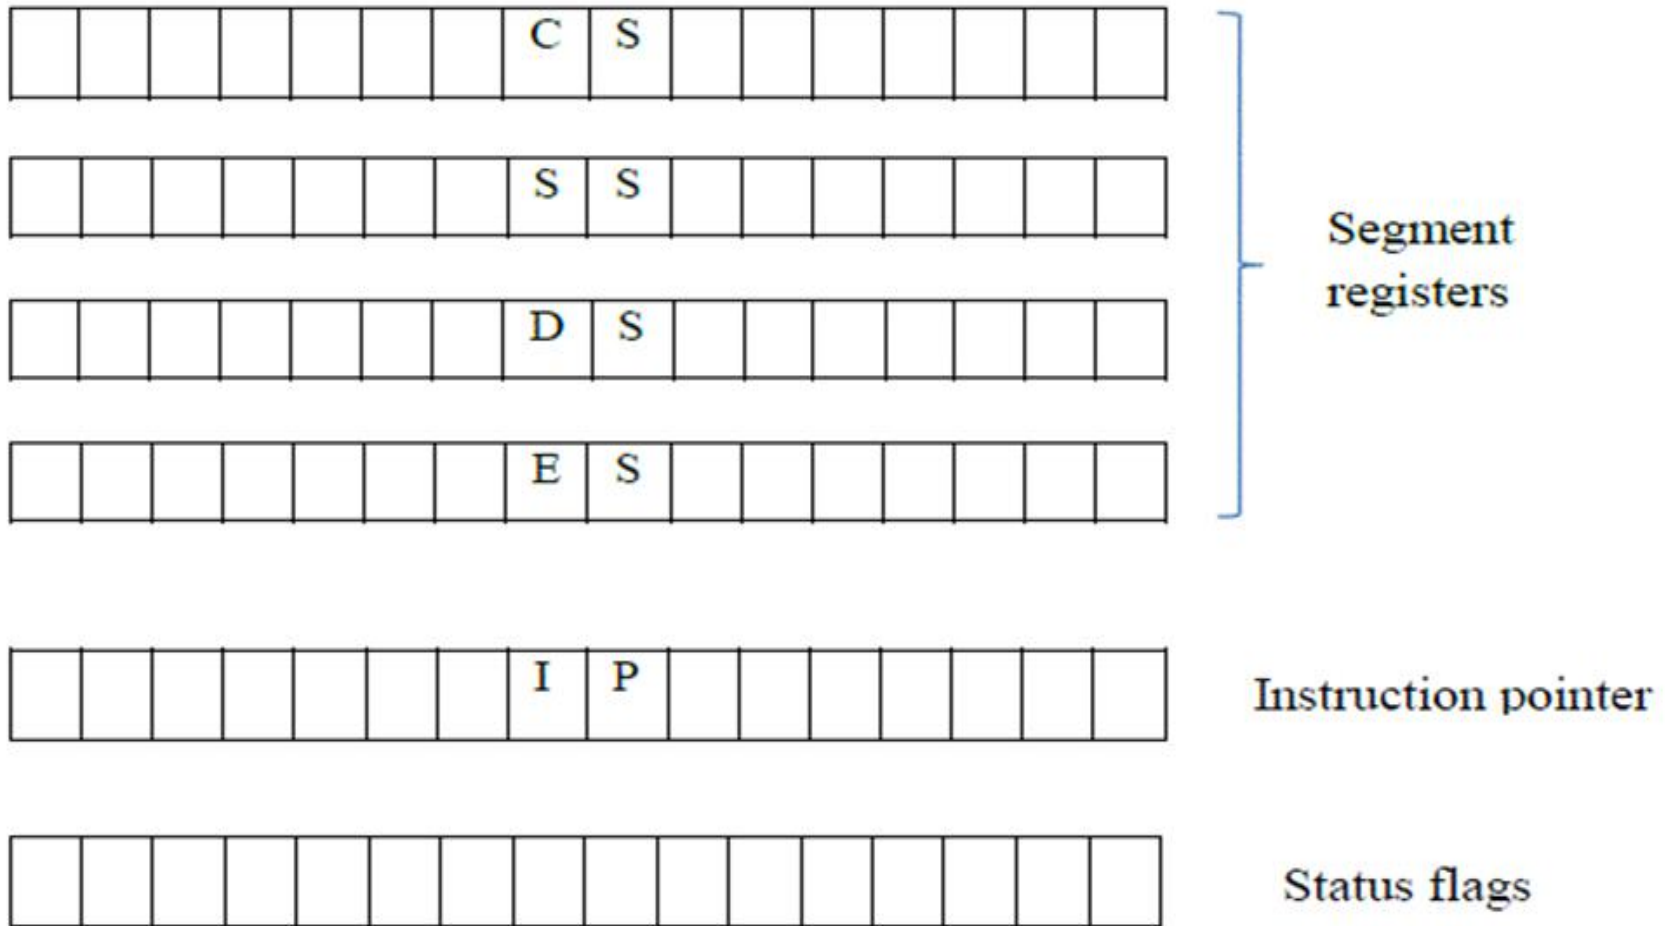 C S
S S
Segment
registers
D S
E S
I P
Instruction pointer
Status flags